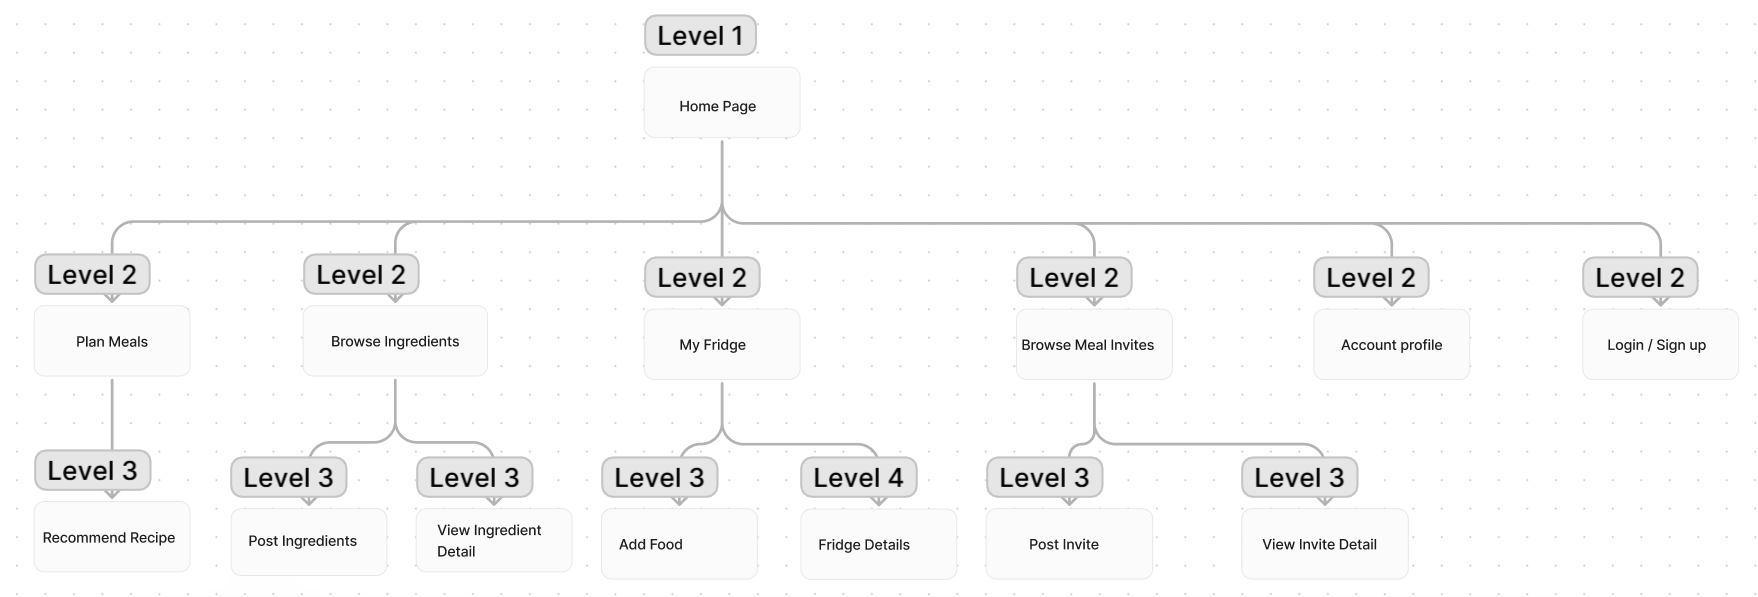 Level 1
Home Page
Level 2
Level 2
Level 2
Level 2
Level 2
Level 2
Plan Meals
Browse Ingredients
My Fridge
Browse Meal Invites
Account profile
Login / Sign up
Level 3
Level 3
Level 3
Level 3
Level 4
Level 3
Level 3
Recommend Recipe
Post Ingredients
View Ingredient
Detail
Add Food
Fridge Details
Post Invite
View Invite Detail